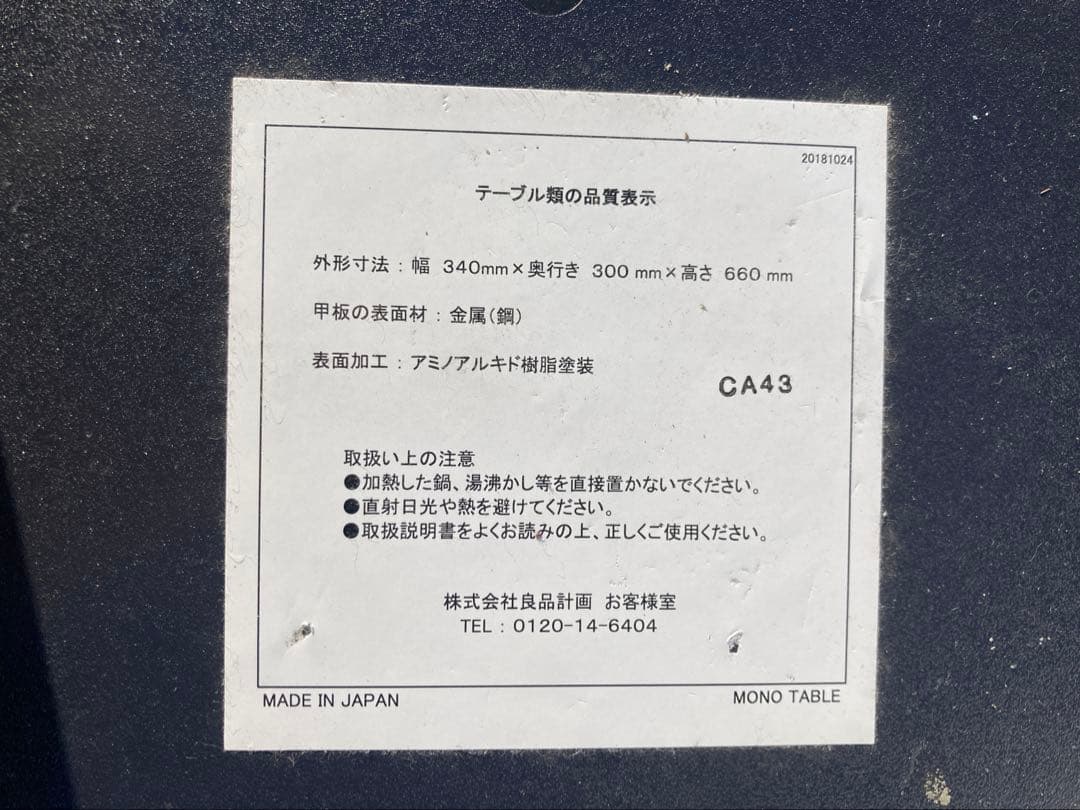 20181024
テーブル類の品質表示
外形寸法 : 幅 340mm×奥行き 300 mm×高さ 660 mm
甲板の表面材 : 金属(鋼)
表面加工 : アミノアルキド樹脂塗装
CA43
取扱い上の注意
●加熱した鍋、湯沸かし等を直接置かないでください。
●直射日光や熱を避けてください。
●取扱説明書をよくお読みの上、正しくご使用ください。
株式会社良品計画 お客様室
TEL : 0120-14-6404
MADE IN JAPAN
MONO TABLE